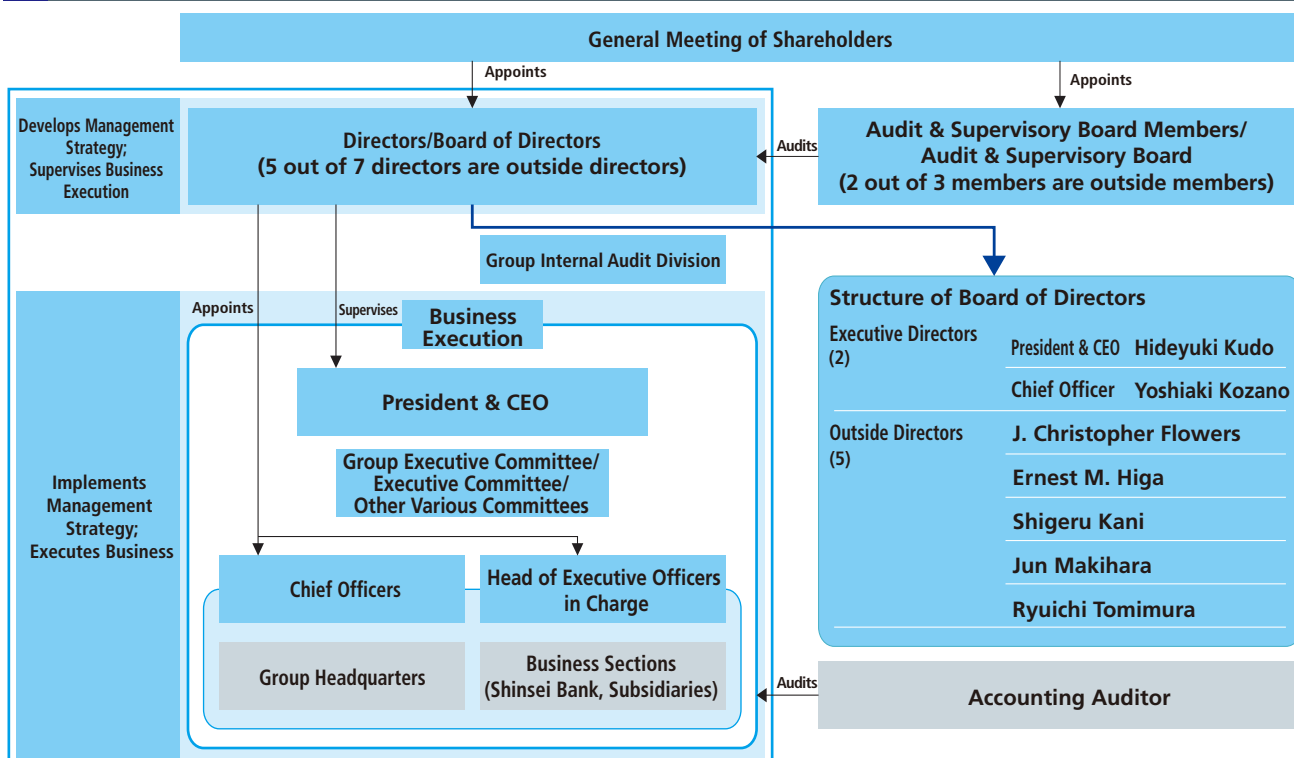 General Meeting of Shareholders
Appoints
Appoints
Develops Management
Strategy;
Supervises Business
Execution
Directors/Board of Directors
(5 out of 7 directors are outside directors)
Audits
Audit & Supervisory Board Members/
Audit & Supervisory Board
(2 out of 3 members are outside members)
Group Internal Audit Division
Appoints
Supervises
Business
Execution
President & CEO
Group Executive Committee/
Executive Committee/
Other Various Committees
Implements
Management
Strategy;
Executes Business
Chief Officers
Head of Executive Officers
in Charge
Group Headquarters
Business Sections
(Shinsei Bank, Subsidiaries)
Structure of Board of Directors
Executive Directors
(2)
President & CEO Hideyuki Kudo
Chief Officer Yoshiaki Kozano
Outside Directors
(5)
J. Christopher Flowers
Ernest M. Higa
Shigeru Kani
Jun Makihara
Ryuichi Tomimura
Audits
Accounting Auditor